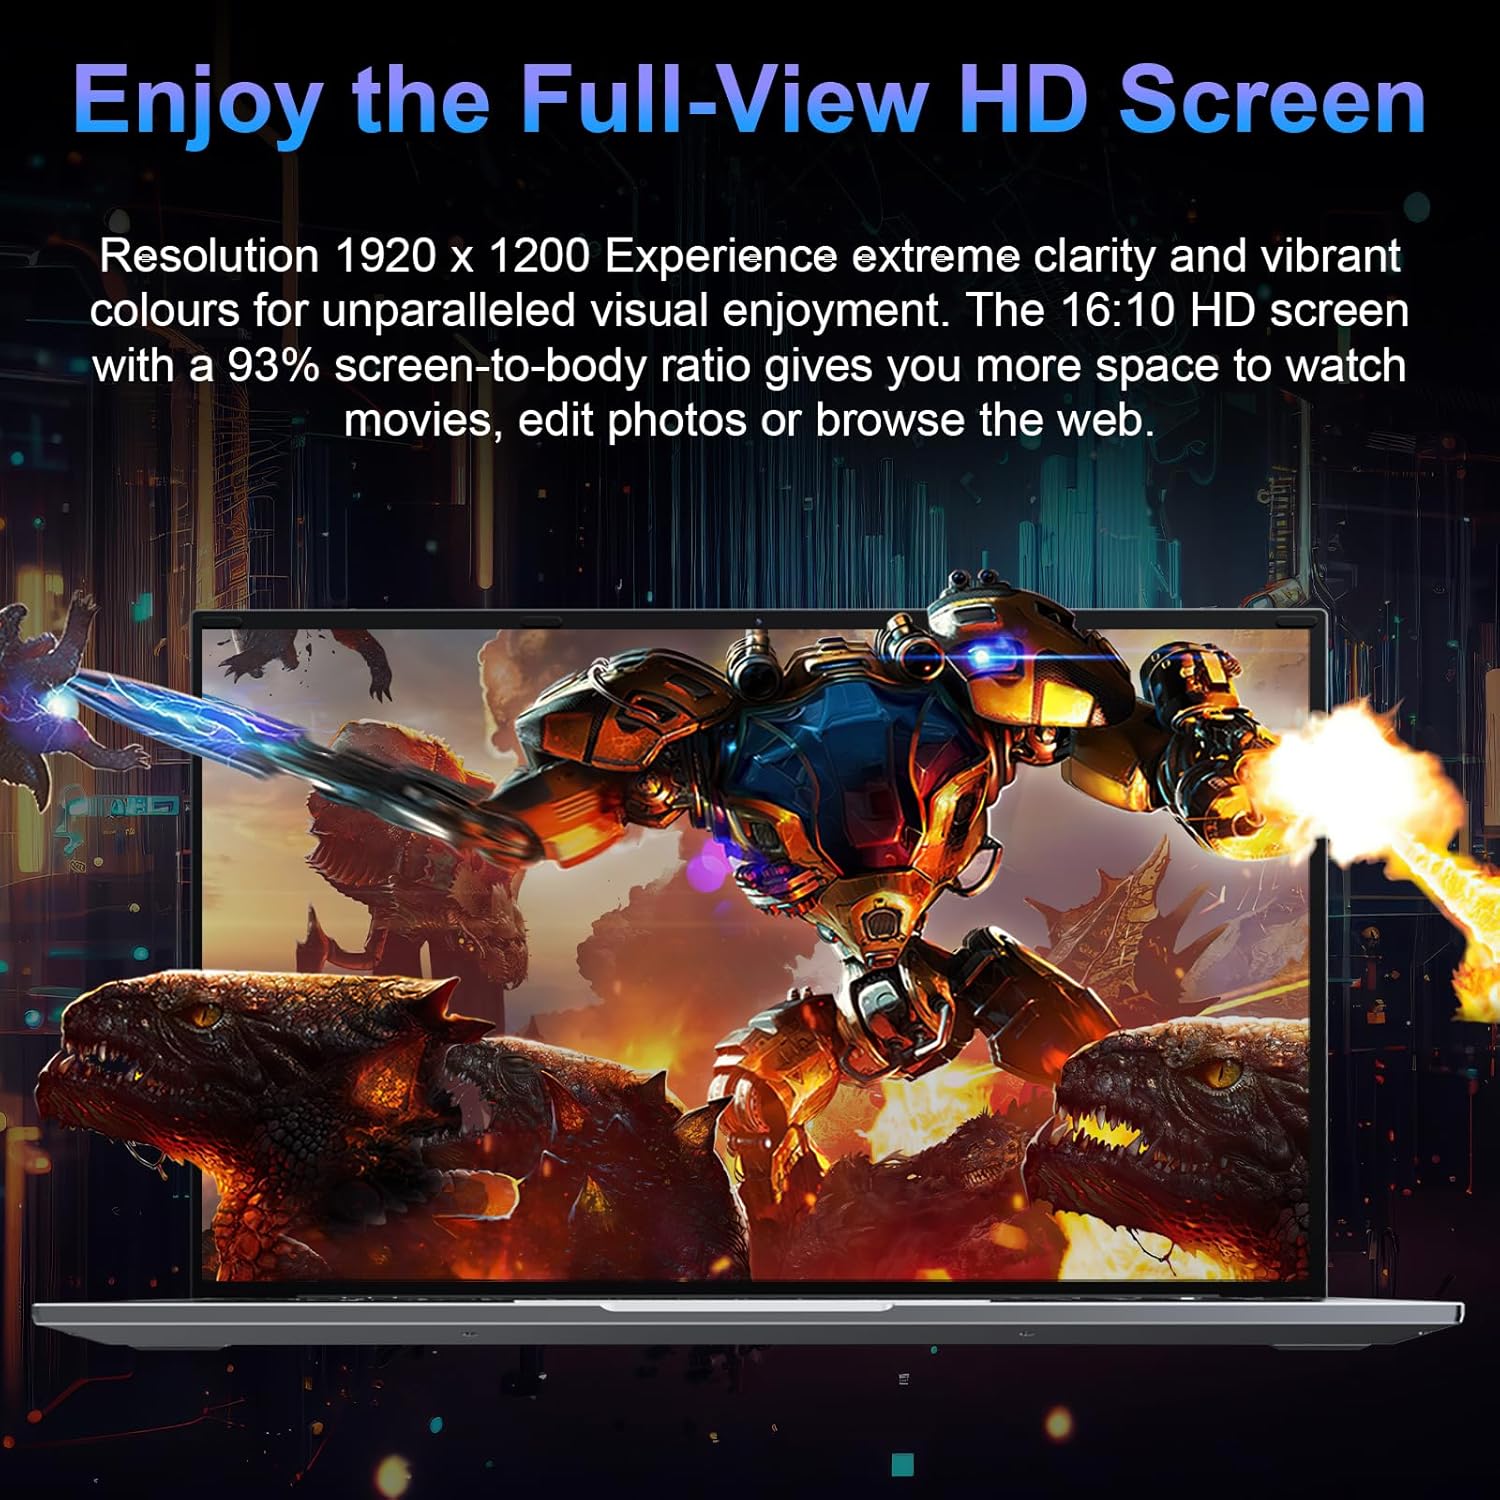 Enjoy the Full-View HD Screen
Resolution 1920 x 1200 Experience extreme clarity and vibrant
colours for unparalleled visual enjoyment. The 16:10 HD screen
with a 93% screen-to-body ratio gives you more space to watch
movies, edit photos or browse the web.